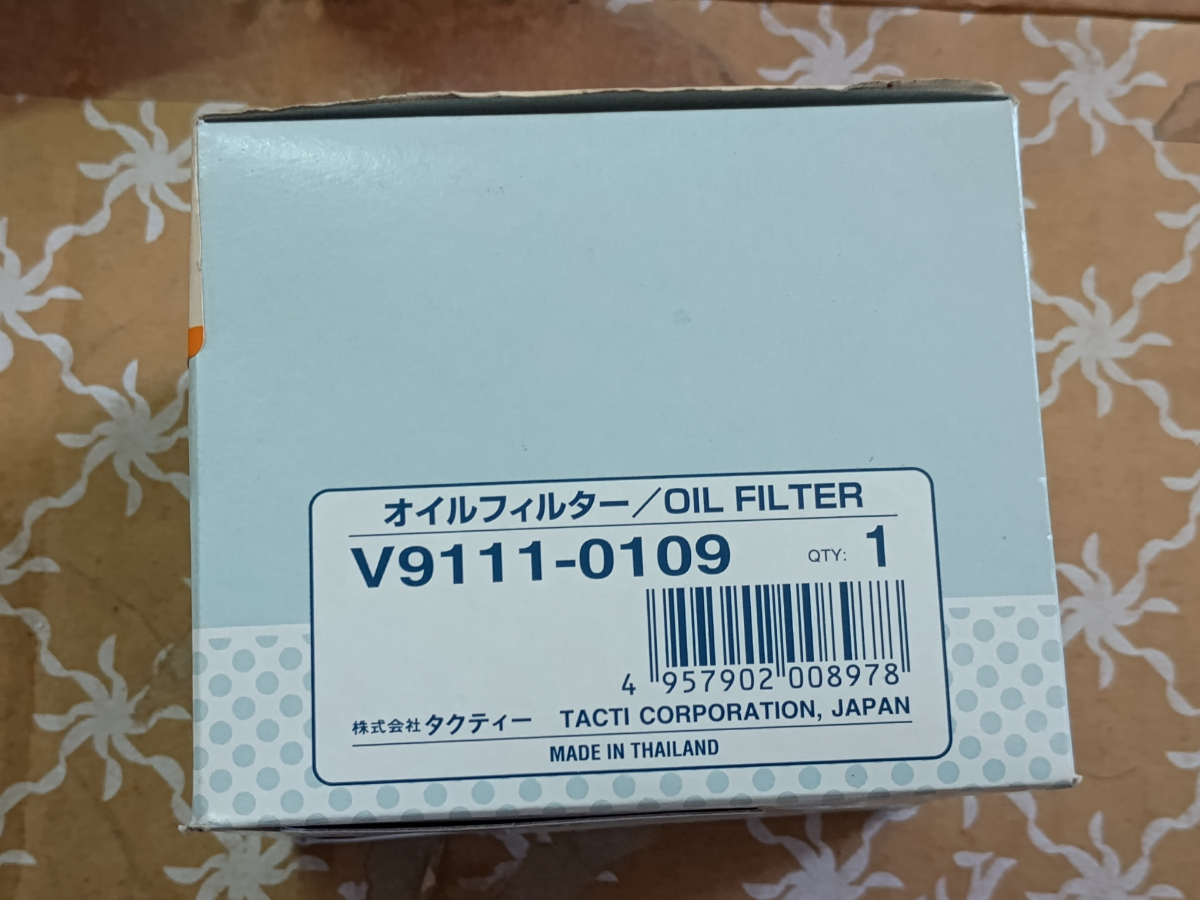 オイルフィルター/OIL FILTER
V9111-0109 QTY: 1
4 957902 008978
株式会社 タクティー TACTI CORPORATION, JAPAN
MADE IN THAILAND